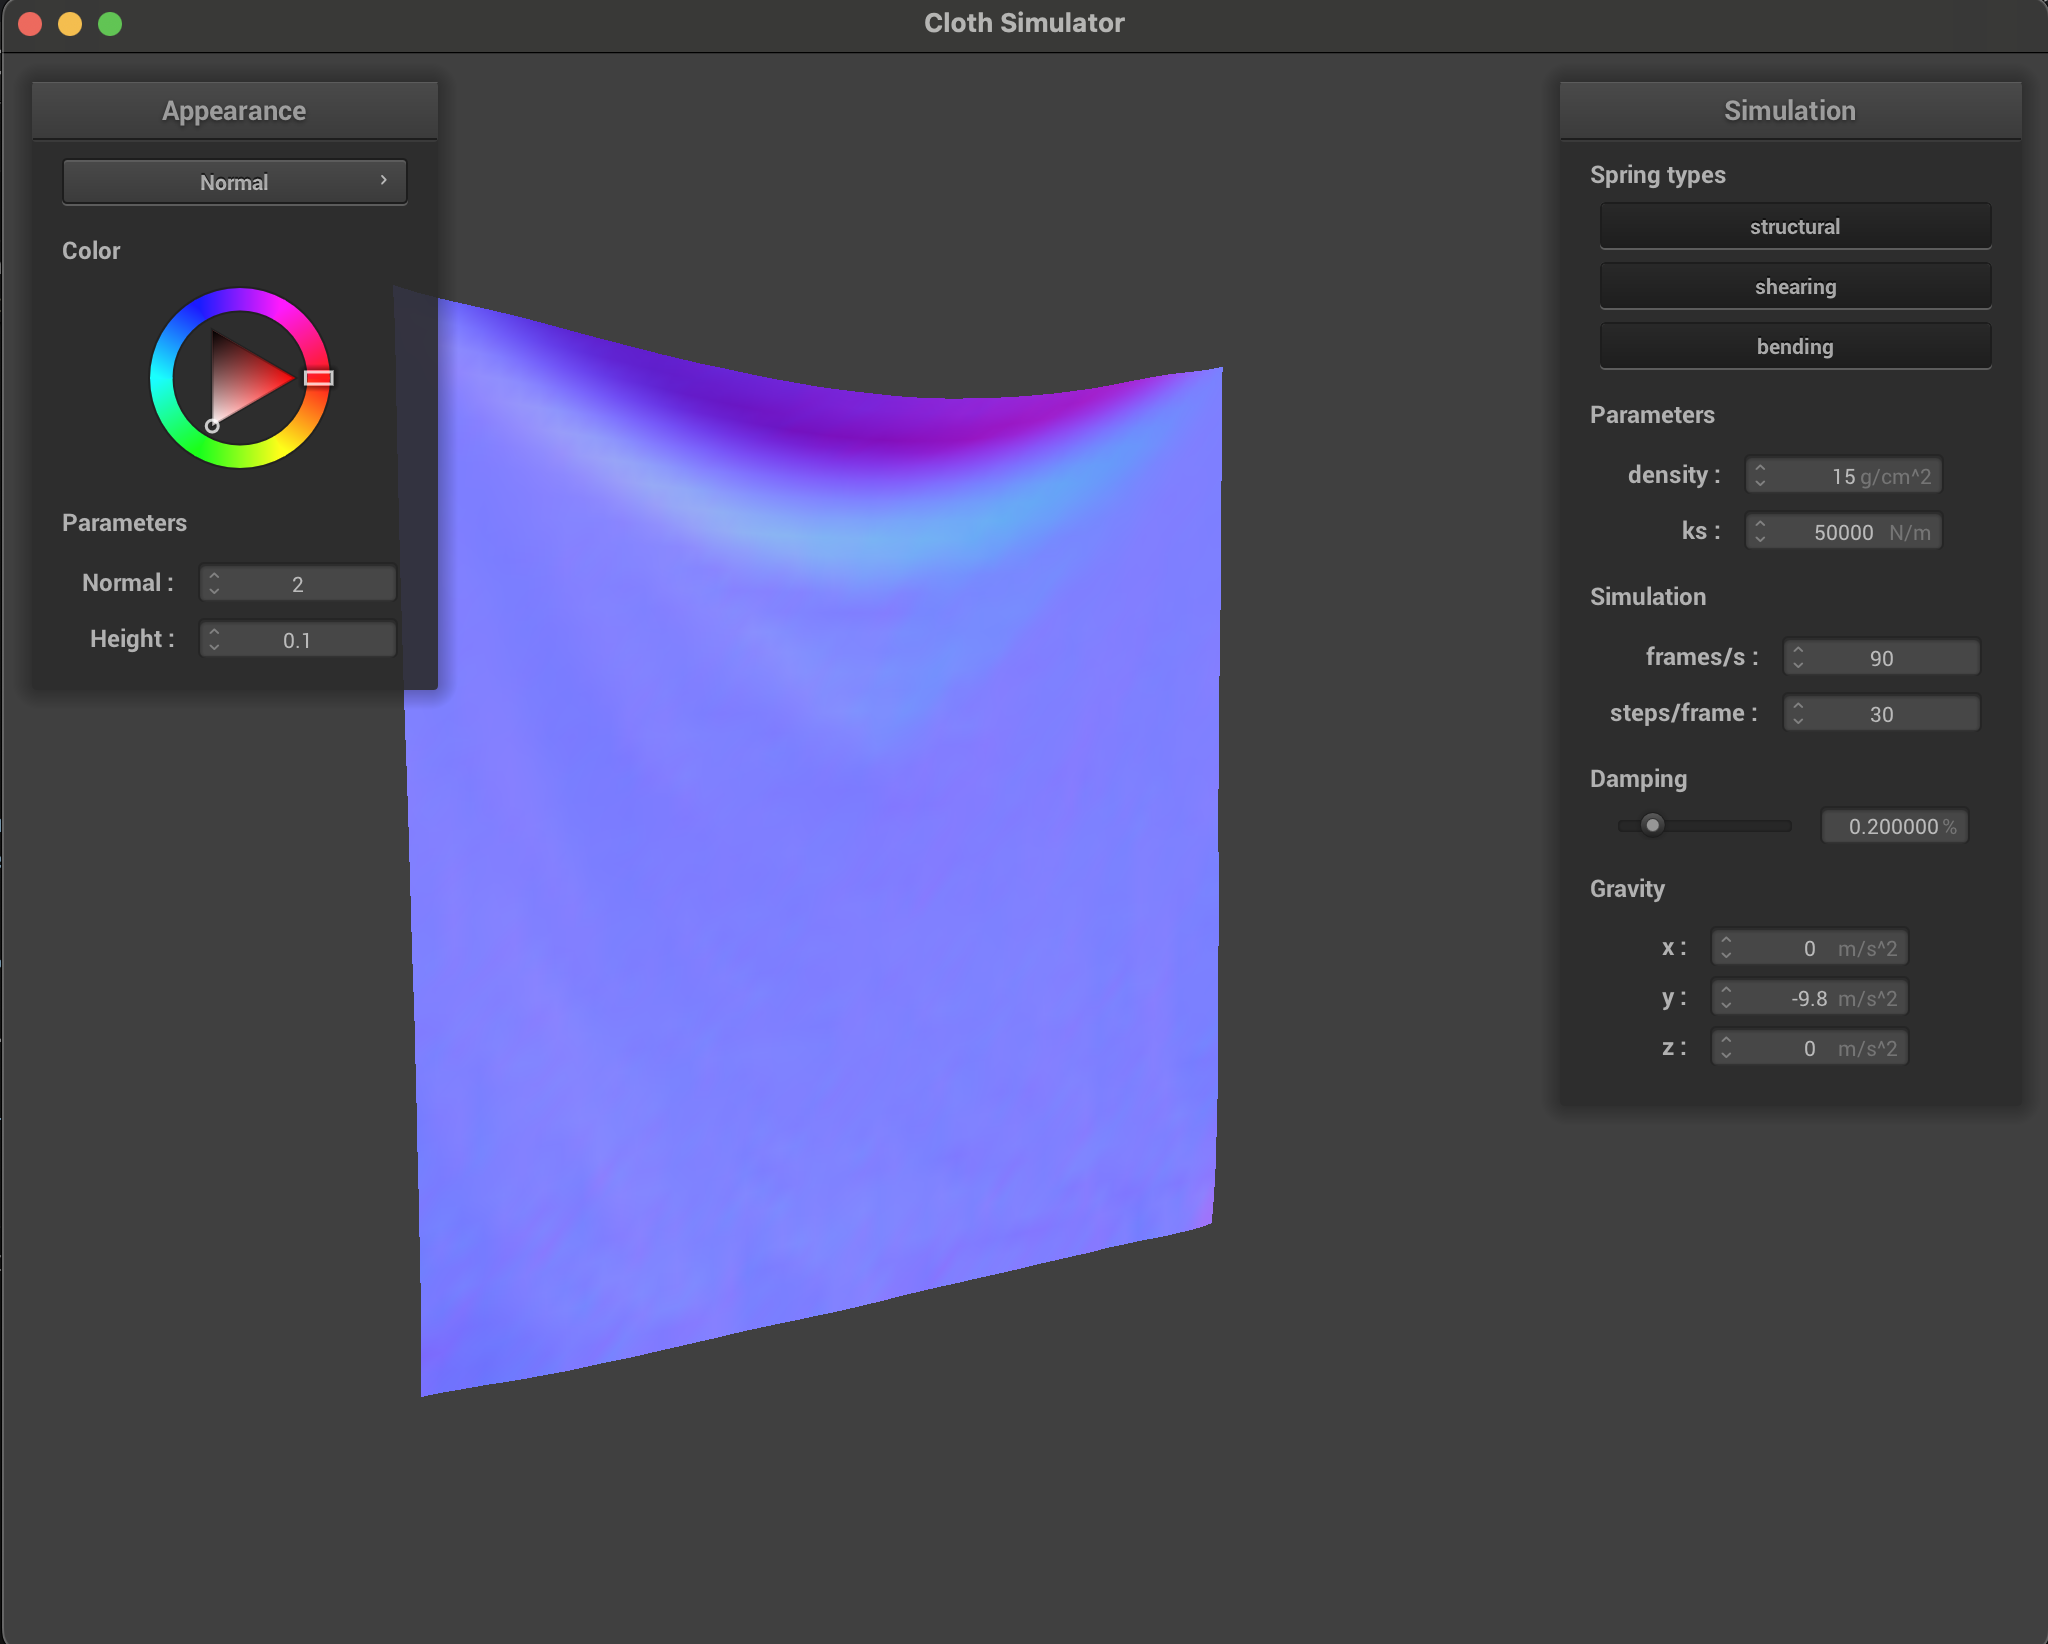 Cloth Simulator
Appearance
Normal
Color
Parameters
Normal : 2
Height : 0.1
Simulation
Spring types
structural
shearing
bending
Parameters
density : 15 g/cm^2
ks : 50000 N/m
Simulation
frames/s : 90
steps/frame : 30
Damping
0.200000 %
Gravity
x : 0 m/s^2
y : -9.8 m/s^2
z : 0 m/s^2